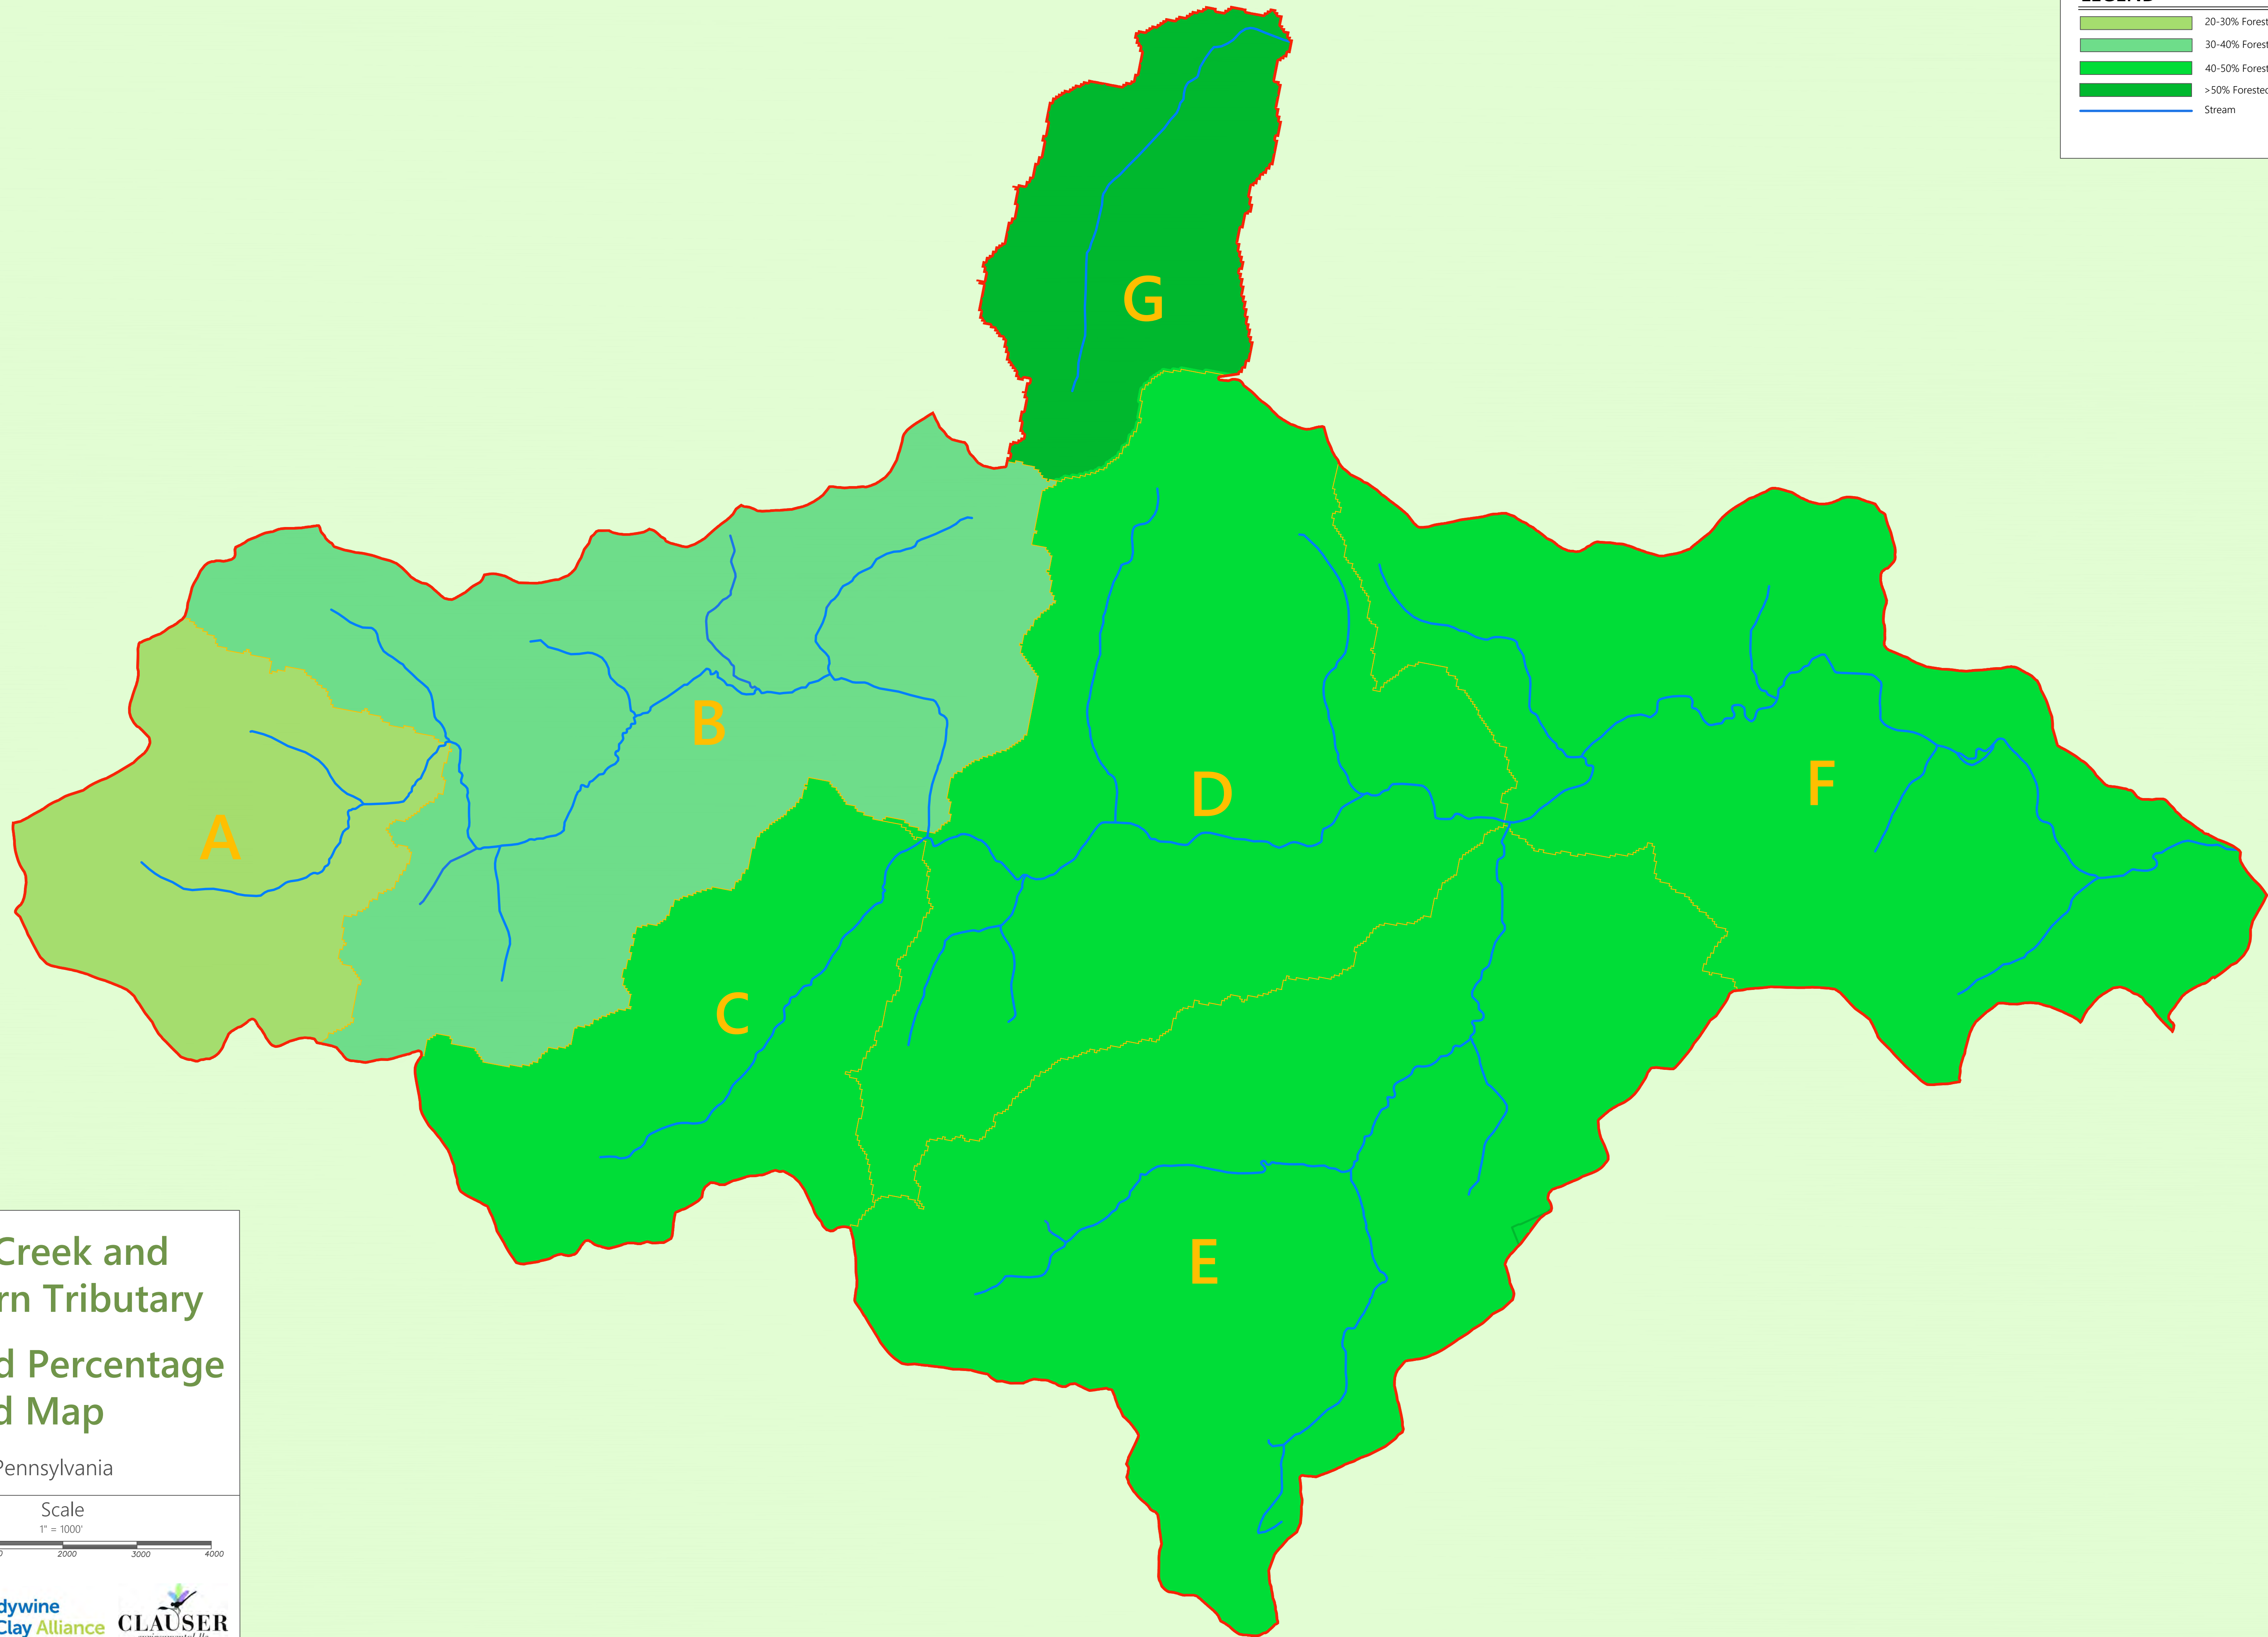 20-30% Forest
30-40% Forest
40-50% Forest
>50% Forested
Stream
G
B
D
F
A
C
E
Creek and
rn Tributary
d Percentage
d Map
Pennsylvania
Scale
1" = 1000'
2000 3000 4000
dywine
Clay Alliance
CLAUSER